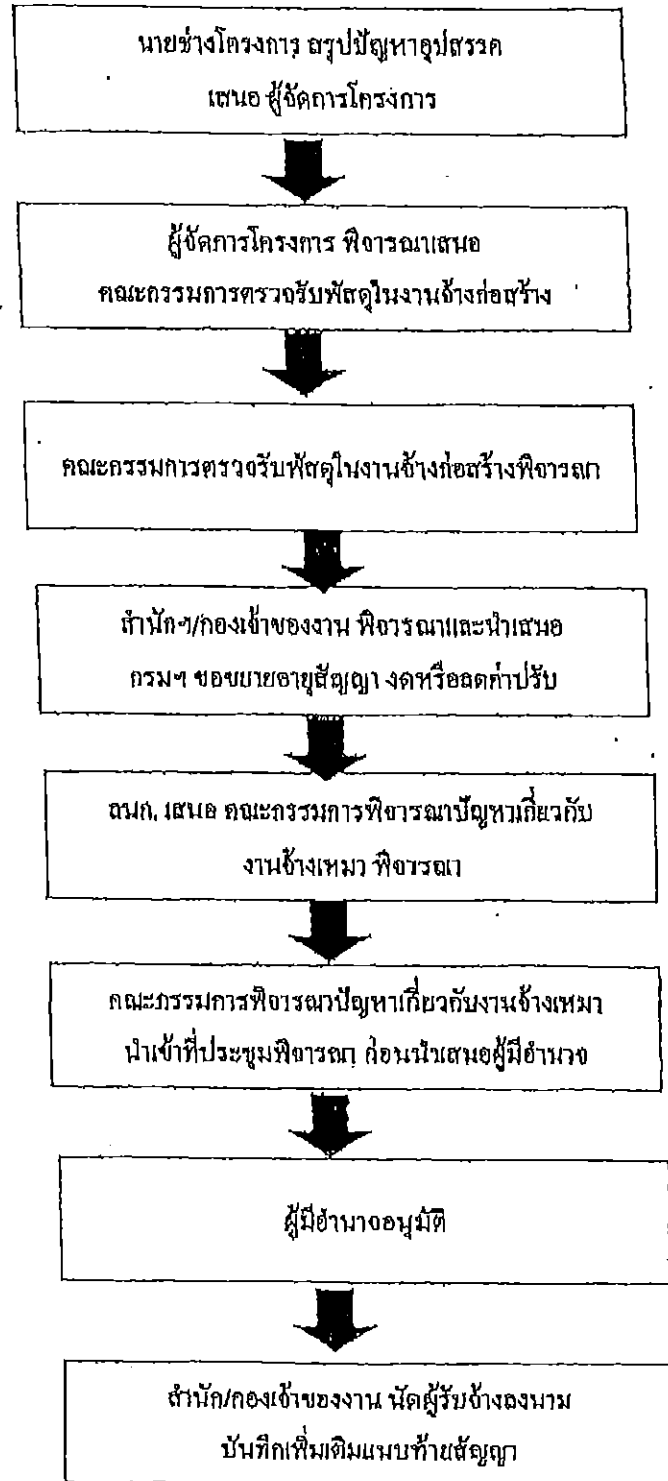 นายช่างโครงการ สรุปปัญหาอุปสรรค
เสนอ ผู้จัดการโครงการ
ผู้จัดการโครงการ พิจารณาเสนอ
คณะกรรมการตรวจรับพัสดุในงานจ้างก่อสร้าง
คณะกรรมการตรวจรับพัสดุในงานจ้างก่อสร้างพิจารณา
สำนักฯ/กองเจ้าของงาน พิจารณาและนำเสนอ
กรมฯ ขอขยายอายุสัญญา งดหรือลดค่าปรับ
ลนก. เสนอ คณะกรรมการพิจารณาปัญหาเกี่ยวกับ
งานจ้างเหมา พิจารณา
คณะกรรมการพิจารณาปัญหาเกี่ยวกับงานจ้างเหมา
นำเข้าที่ประชุมพิจารณา ก่อนนำเสนอผู้มีอำนาจ
ผู้มีอำนาจอนุมัติ
สำนัก/กองเจ้าของงาน นัดผู้รับจ้างลงนาม
บันทึกเพิ่มเติมแนบท้ายสัญญา